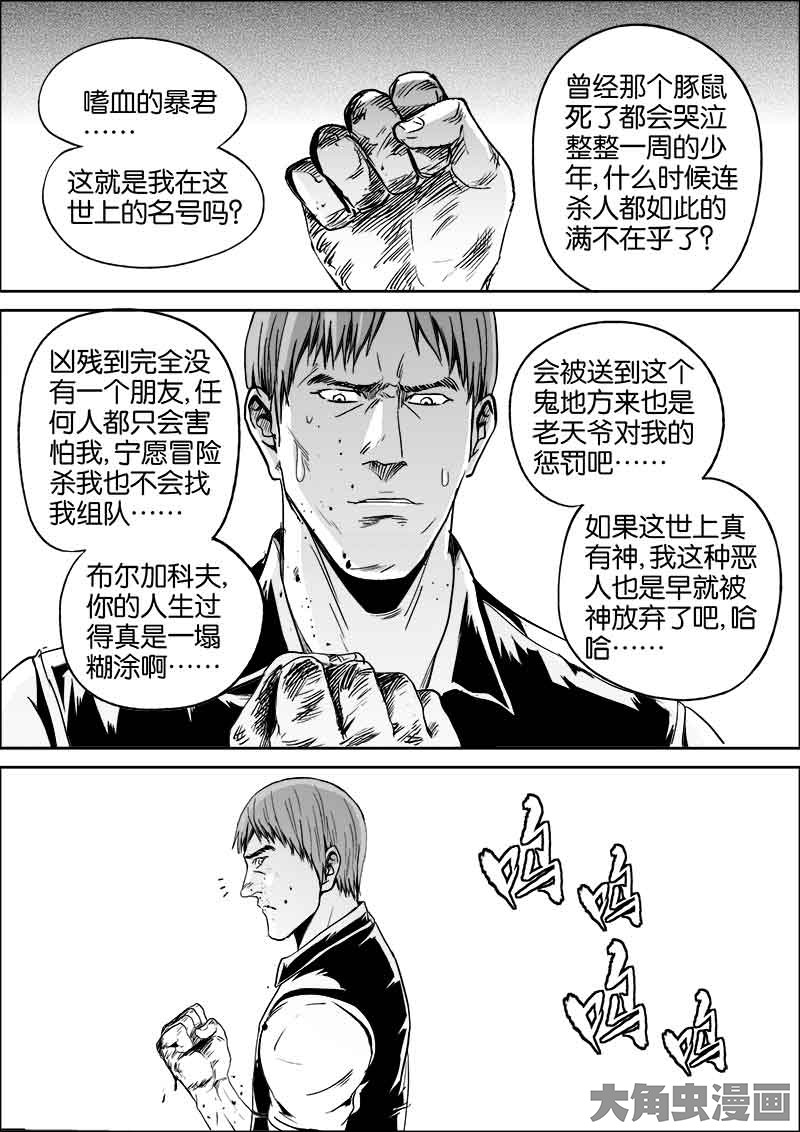 嗜血的暴君
……
这就是我在这
世上的名号吗?
曾经那个豚鼠
死了都会哭泣
整整一周的少
年,什么时候连
杀人都如此的
满不在乎了?
凶残到完全没
有一个朋友,任
何人都只会害
怕我,宁愿冒险
杀我也不会找
我组队……
布尔加科夫,
你的人生过
得真是一塌
糊涂啊……
会被送到这个
鬼地方来也是
老天爷对我的
惩罚吧……
如果这世上真
有神,我这种恶
人也是早就被
神放弃了吧,哈
哈……
呜
呜
呜
呜
呜
呜
大角虫漫画